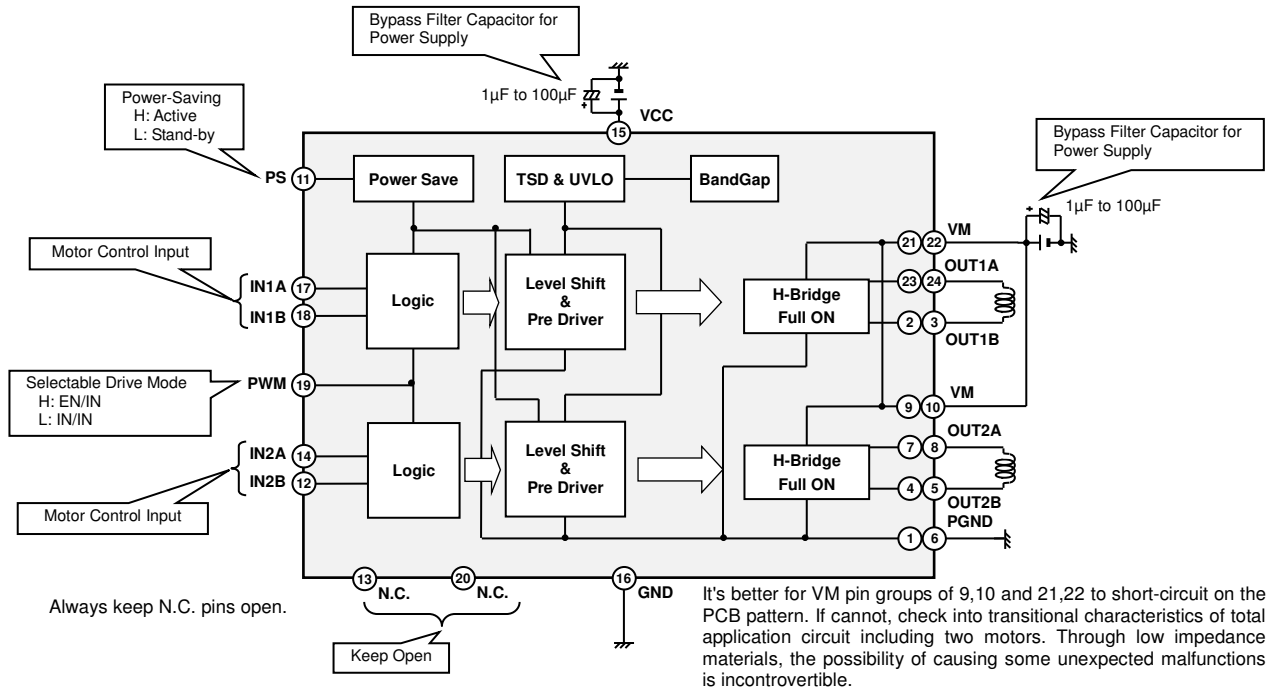 Bypass Filter Capacitor for
Power Supply
1µF to 100µF
+
VCC
15
Power-Saving
H: Active
L: Stand-by
Bypass Filter Capacitor for
Power Supply
+
1µF to 100µF
PS 11
Power Save
TSD & UVLO
BandGap
VM
21 22
Motor Control Input
IN1A 17
IN1B 18
Logic
Level Shift
&
Pre Driver
H-Bridge
Full ON
OUT1A
23 24
2 3
OUT1B
Selectable Drive Mode
H: EN/IN
L: IN/IN
PWM 19
VM
9 10
IN2A 14
IN2B 12
Logic
Level Shift
&
Pre Driver
H-Bridge
Full ON
OUT2A
7 8
4 5
OUT2B
PGND
1 6
Motor Control Input
13
N.C.
20
N.C.
16
GND
Always keep N.C. pins open.
Keep Open
It's better for VM pin groups of 9,10 and 21,22 to short-circuit on the
PCB pattern. If cannot, check into transitional characteristics of total
application circuit including two motors. Through low impedance
materials, the possibility of causing some unexpected malfunctions
is incontrovertible.